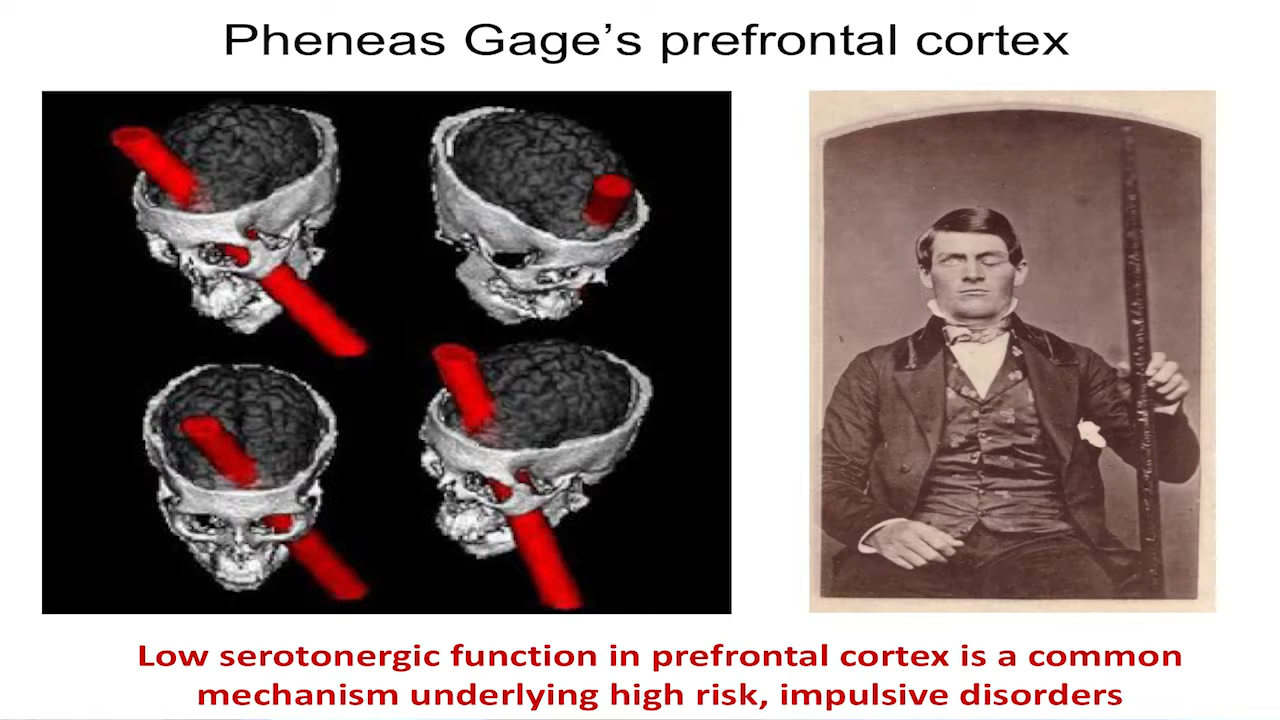 Pheneas Gage’s prefrontal cortex
Low serotonergic function in prefrontal cortex is a common
mechanism underlying high risk, impulsive disorders